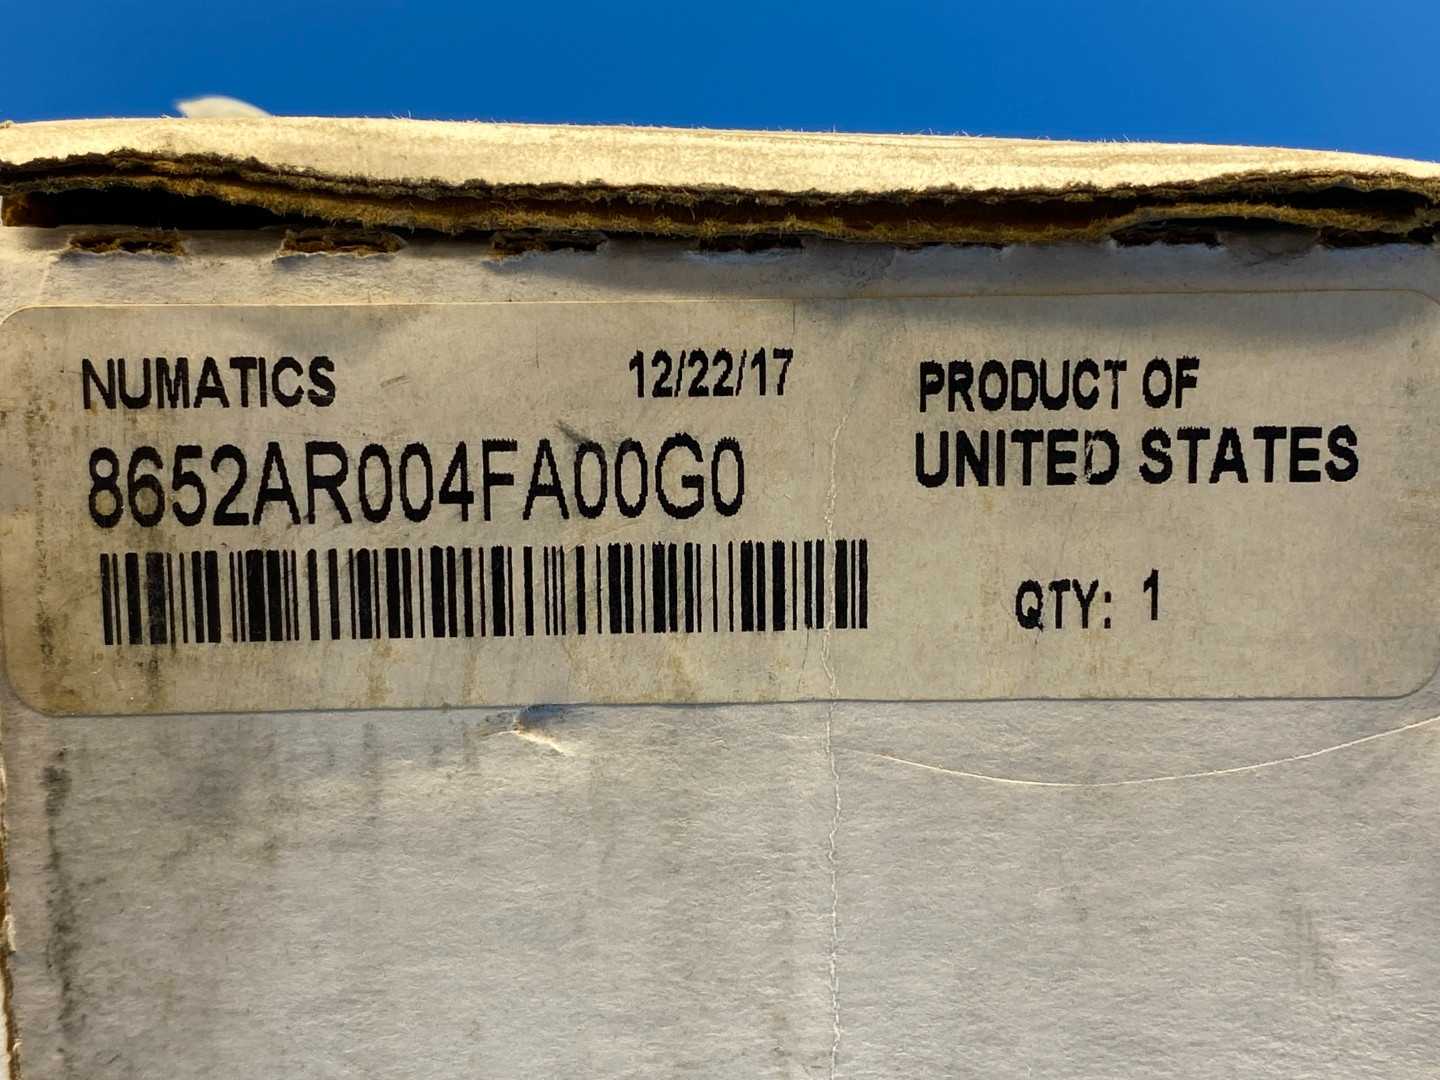 NUMATICS 12/22/17
8652AR004FA00G0
PRODUCT OF
UNITED STATES
QTY: 1